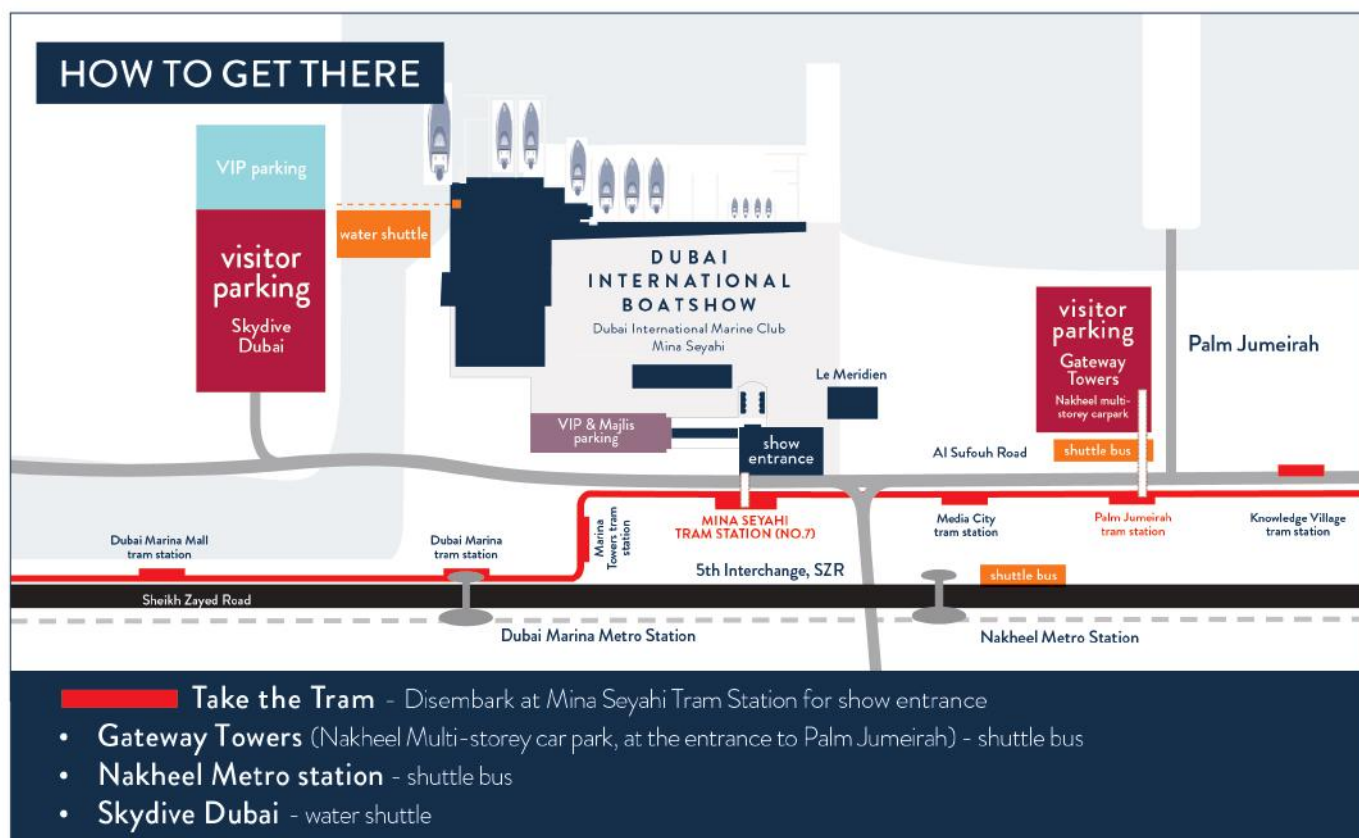 HOW TO GET THERE
VIP parking
visitor
parking
Skydive
Dubai
water shuttle
DUBAI
INTERNATIONAL
BOATSHOW
Dubai International Marine Club
Mina Seyahi
Le Meridien
visitor
parking
Gateway
Towers
Nakheel multi-
storey carpark
Palm Jumeirah
VIP & Majlis
parking
show
entrance
Al Sufouh Road
shuttle bus
Dubai Marina Mall
tram station
Dubai Marina
tram station
Marina
Towers tram
station
MINA SEYAHI
TRAM STATION (NO.7)
Media City
tram station
Palm Jumeirah
tram station
Knowledge Village
tram station
5th Interchange, SZR
shuttle bus
Sheikh Zayed Road
Dubai Marina Metro Station
Nakheel Metro Station
Take the Tram - Disembark at Mina Seyahi Tram Station for show entrance
• Gateway Towers (Nakheel Multi-storey car park, at the entrance to Palm Jumeirah) - shuttle bus
• Nakheel Metro station - shuttle bus
• Skydive Dubai - water shuttle